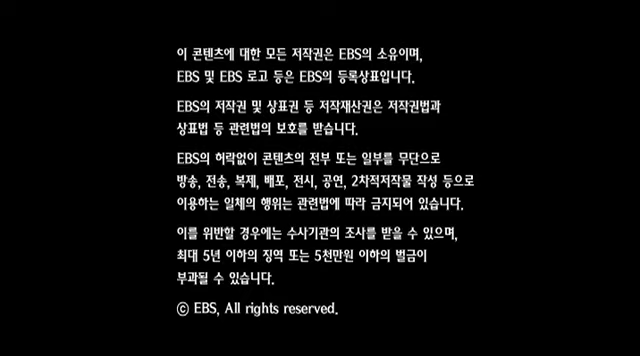 이 콘텐츠에 대한 모든 저작권은 EBS의 소유이며,
EBS 및 EBS 로고 등은 EBS의 등록상표입니다.
EBS의 저작권 및 상표권 등 저작재산권은 저작권법과
상표법 등 관련법의 보호를 받습니다.
EBS의 허락없이 콘텐츠의 전부 또는 일부를 무단으로
방송, 전송, 복제, 배포, 전시, 공연, 2차적저작물 작성 등으로
이용하는 일체의 행위는 관련법에 따라 금지되어 있습니다.
이를 위반할 경우에는 수사기관의 조사를 받을 수 있으며,
최대 5년 이하의 징역 또는 5천만원 이하의 벌금이
부과될 수 있습니다.
ⓒ EBS, All rights reserved.